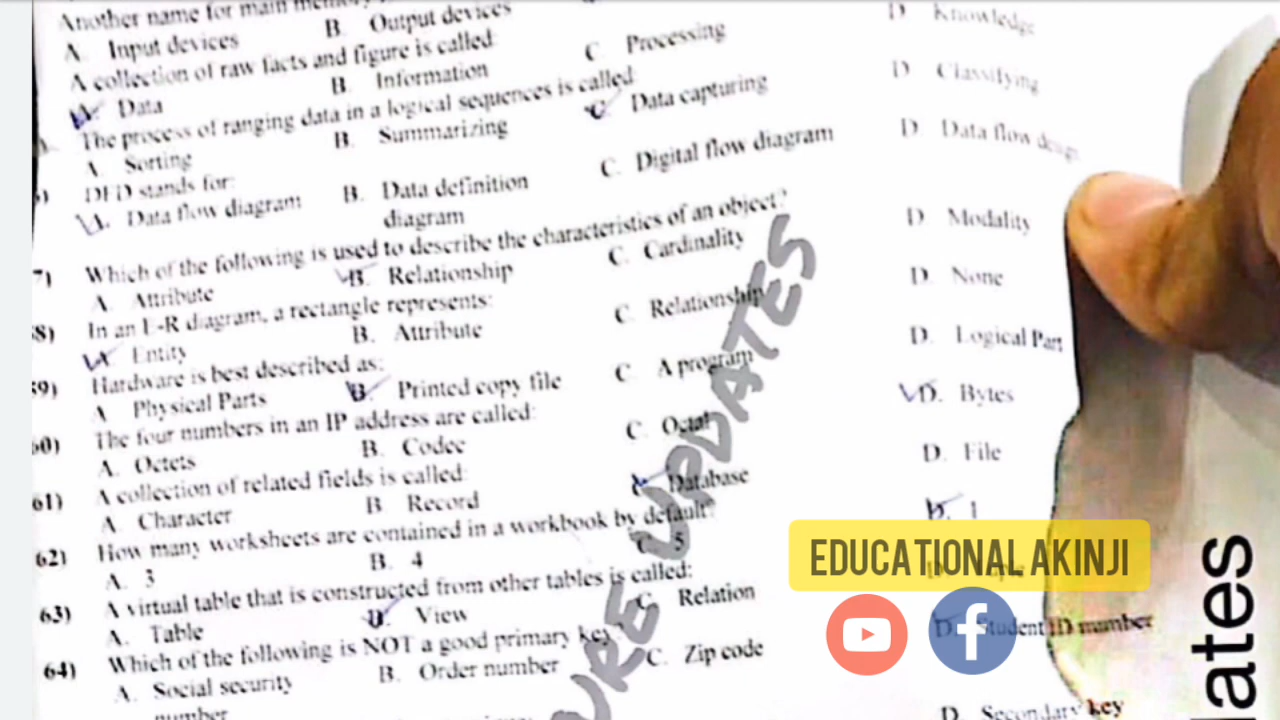 Another name for main memory
A. Input devices B. Output devices D Knowledge
A collection of raw facts and figure is called:
A. Data B. Information C. Processing D Classifying
The process of ranging data in a logical sequences is called:
A. Sorting B. Summarizing C. Data capturing D. Data flow
DFD stands for:
A. Data flow diagram B. Data definition diagram C. Digital flow diagram
7) Which of the following is used to describe the characteristics of an object?
A. Attribute B. Relationship C. Cardinality D Modality
58) In an E-R diagram, a rectangle represents:
A. Entity B. Attribute C. Relationship D. None
59) Hardware is best described as:
A Physical Parts B. Printed copy file C. A program D. Logical Part
60) The four numbers in an IP address are called:
A. Octets B. Codec C. Octal D. Bytes
61) A collection of related fields is called:
A. Character B Record C. Database D. File
62) How many worksheets are contained in a workbook by default?
A. 3 B. 4 C. 5 D. 1
63) A virtual table that is constructed from other tables is called:
A. Table B. View C. Relation D.
64) Which of the following is NOT a good primary key
A. Social security number B. Order number C. Zip code D. Student ID number
D. Secondary key
URE UPDATES
EDUCATIONAL AKINJI
ates